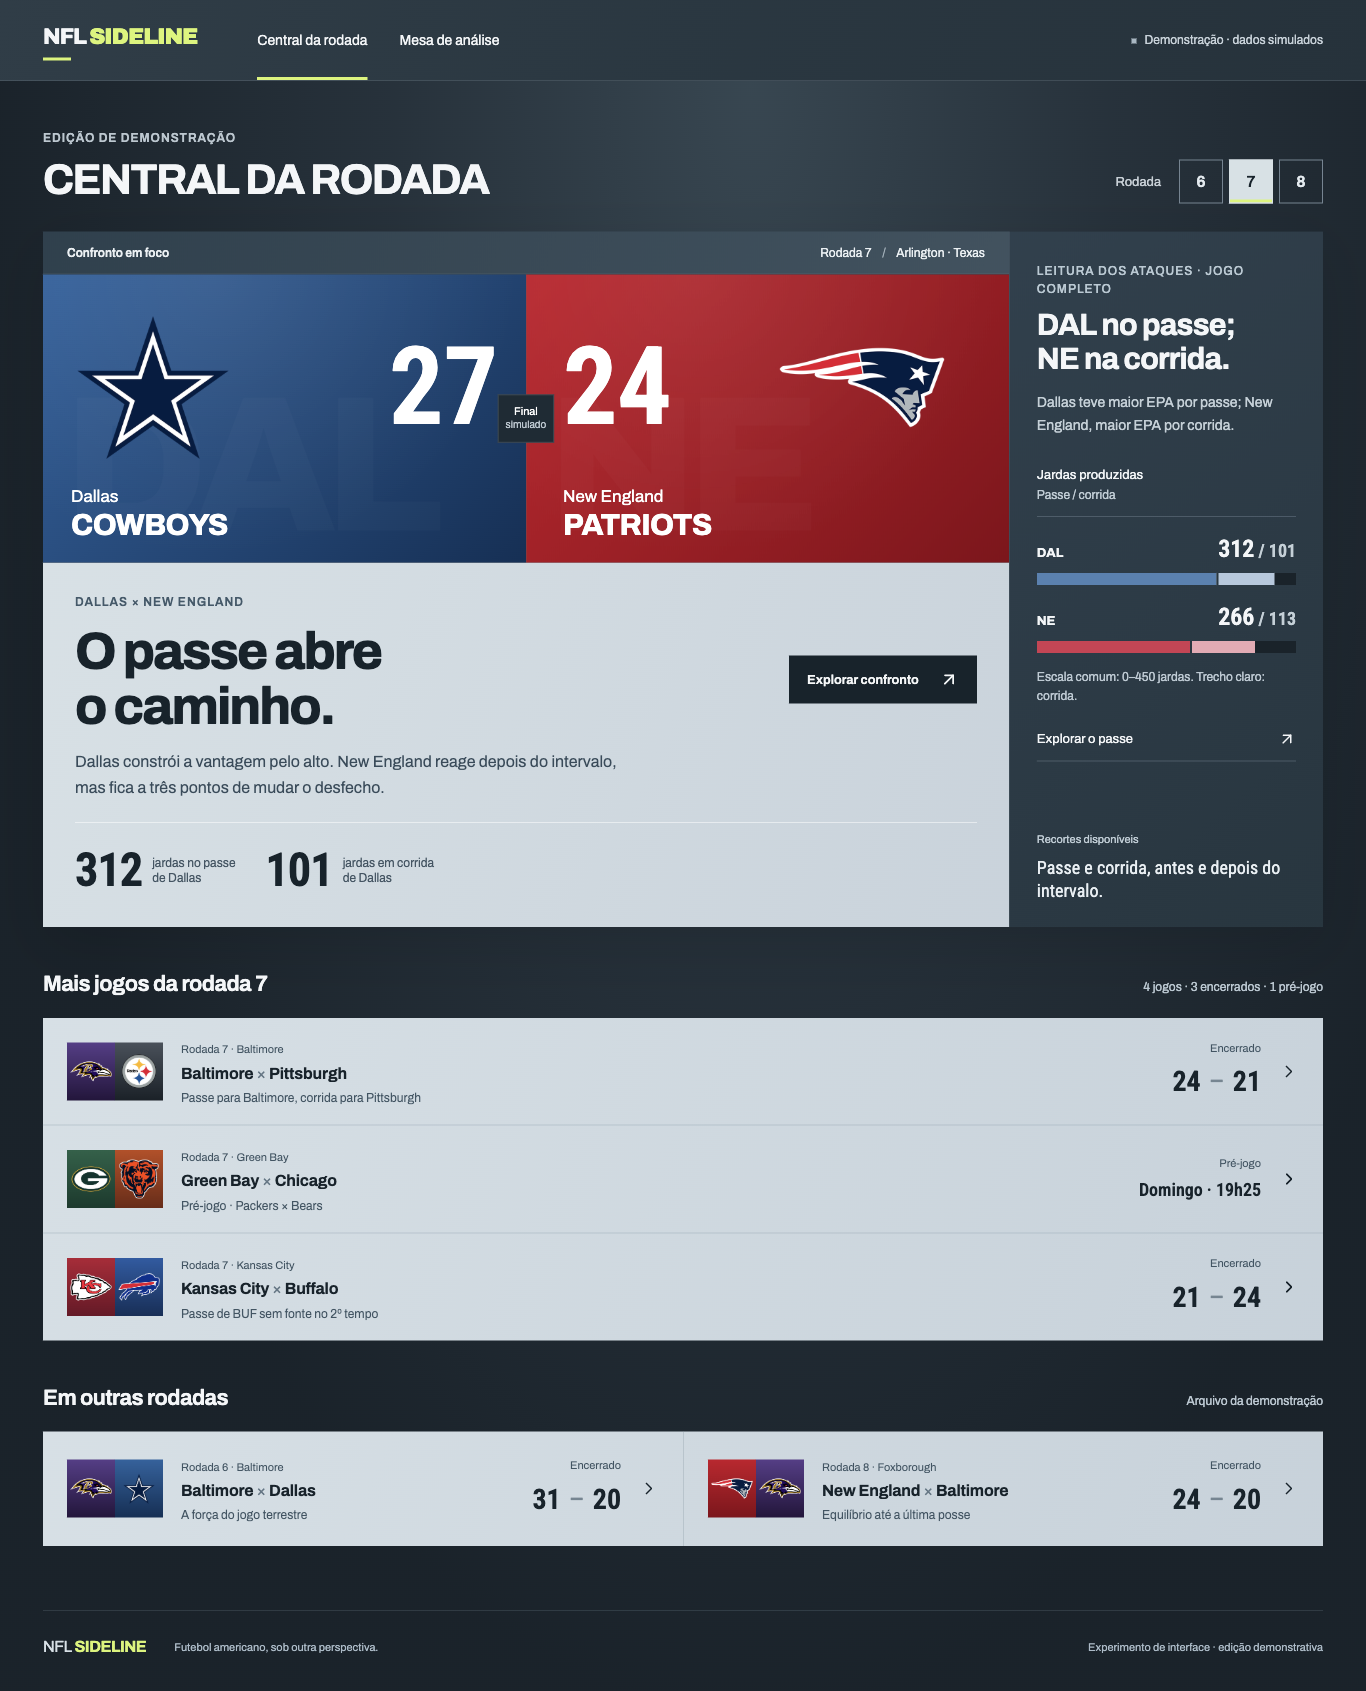 NFL SIDELINE
Central da rodada
Mesa de análise
Demonstração · dados simulados
EDIÇÃO DE DEMONSTRAÇÃO
CENTRAL DA RODADA
Rodada 6 7 8
Confronto em foco
Rodada 7 / Arlington · Texas
DAL
27
Final
simulado
24
NE
Dallas
COWBOYS
New England
PATRIOTS
DALLAS × NEW ENGLAND
O passe abre
o caminho.
Explorar confronto
Dallas constrói a vantagem pelo alto. New England reage depois do intervalo,
mas fica a três pontos de mudar o desfecho.
312
jardas no passe
de Dallas
101
jardas em corrida
de Dallas
LEITURA DOS ATAQUES · JOGO
COMPLETO
DAL no passe;
NE na corrida.
Dallas teve maior EPA por passe; New
England, maior EPA por corrida.
Jardas produzidas
Passe / corrida
DAL 312 / 101
NE 266 / 113
Escala comum: 0–450 jardas. Trecho claro:
corrida.
Explorar o passe
Recortes disponíveis
Passe e corrida, antes e depois do
intervalo.
Mais jogos da rodada 7
4 jogos · 3 encerrados · 1 pré-jogo
Rodada 7 · Baltimore
Baltimore × Pittsburgh
Passe para Baltimore, corrida para Pittsburgh
Encerrado
24 – 21
Rodada 7 · Green Bay
Green Bay × Chicago
Pré-jogo · Packers × Bears
Pré-jogo
Domingo · 19h25
Rodada 7 · Kansas City
Kansas City × Buffalo
Passe de BUF sem fonte no 2º tempo
Encerrado
21 – 24
Em outras rodadas
Arquivo da demonstração
Rodada 6 · Baltimore
Baltimore × Dallas
A força do jogo terrestre
Encerrado
31 – 20
Rodada 8 · Foxborough
New England × Baltimore
Equilíbrio até a última posse
Encerrado
24 – 20
NFL SIDELINE
Futebol americano, sob outra perspectiva.
Experimento de interface · edição demonstrativa